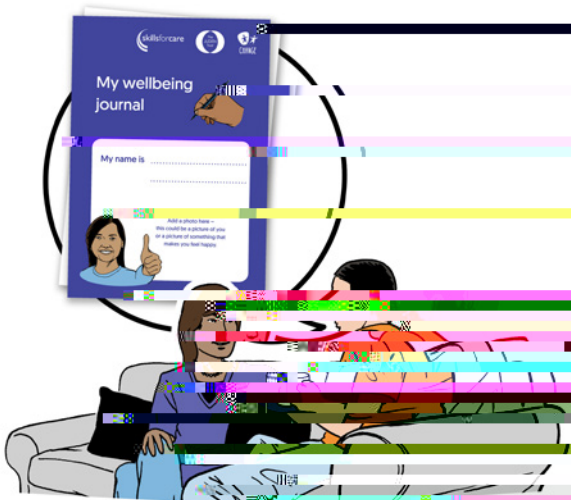 skillsforcare
CHANGE
My wellbeing
journal
My name is
Add a photo here –
this could be a picture of you
or a picture of something that
makes you feel happy